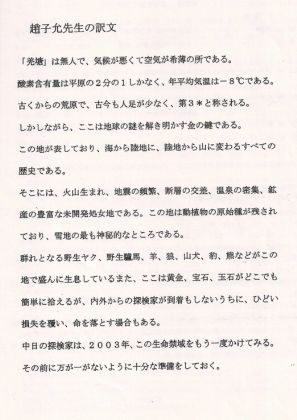 趙子允先生の訳文
「羌塘」は無人で、気候が悪くて空気が希薄の所である。
酸素含有量は平原の2分の1しかなく、年平均気温は－8℃である。
古くからの荒原で、古今も人足が少なく、第3＊と称される。
しかしながら、ここは地球の謎を解き明かす金の鍵である。
この地が表しており、海から陸地に、陸地から山に変わるすべての
歴史である。
そこには、火山生まれ、地震の頻繁、断層の交差、温泉の密集、鉱
産の豊富な未開発処女地である。この地は動植物の原始種が残され
ており、雪地の最も神秘的なところである。
群れとなる野生ヤク、野生驢馬、羊、狼、山犬、豹、熊などがこの
地で盛んに生息しているまた、ここは黄金、宝石、玉石がどこでも
簡単に拾えるが、内外からの探検家が到着もしないうちに、ひどい
損失を覆い、命を落とす場合もある。
中日の探検家は、2003年、この生命禁域をもう一度かけてみる。
その前に万が一がないように十分な準備をしておく。